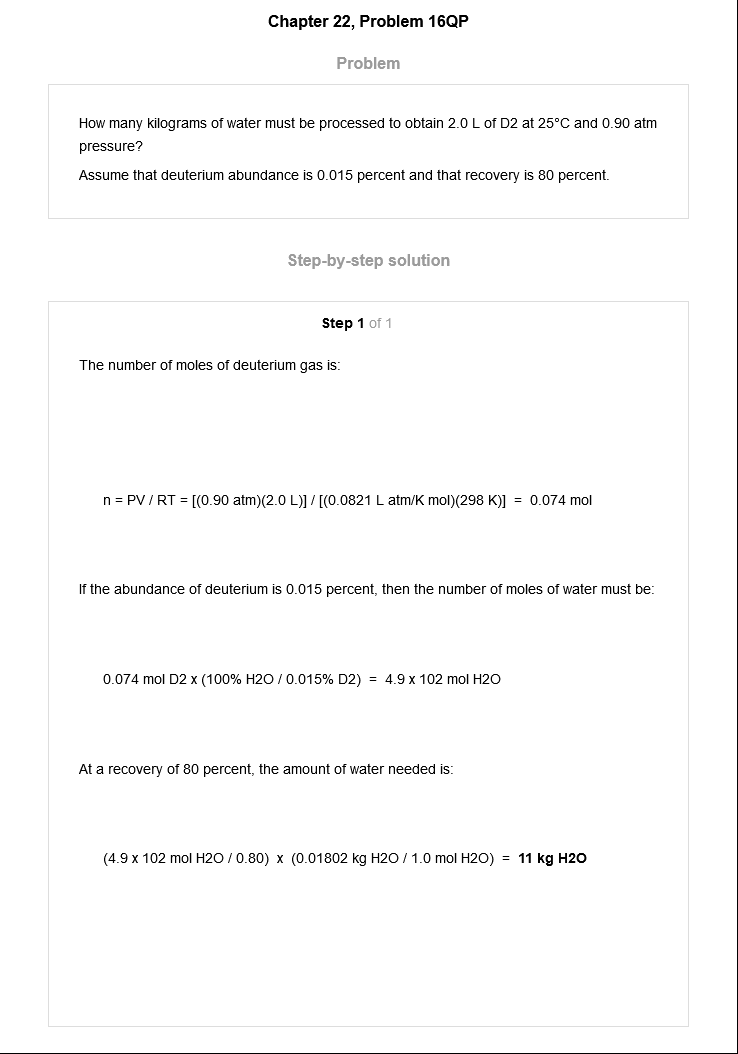 Chapter 22, Problem 16QP
Problem
How many kilograms of water must be processed to obtain 2.0 L of D2 at 25°C and 0.90 atm
pressure?
Assume that deuterium abundance is 0.015 percent and that recovery is 80 percent.
Step-by-step solution
Step 1 of 1
The number of moles of deuterium gas is:
n = PV / RT = [(0.90 atm)(2.0 L)] / [(0.0821 L atm/K mol)(298 K)] = 0.074 mol
If the abundance of deuterium is 0.015 percent, then the number of moles of water must be:
0.074 mol D2 x (100% H2O / 0.015% D2) = 4.9 x 102 mol H2O
At a recovery of 80 percent, the amount of water needed is:
(4.9 x 102 mol H2O / 0.80) x (0.01802 kg H2O / 1.0 mol H2O) = 11 kg H2O